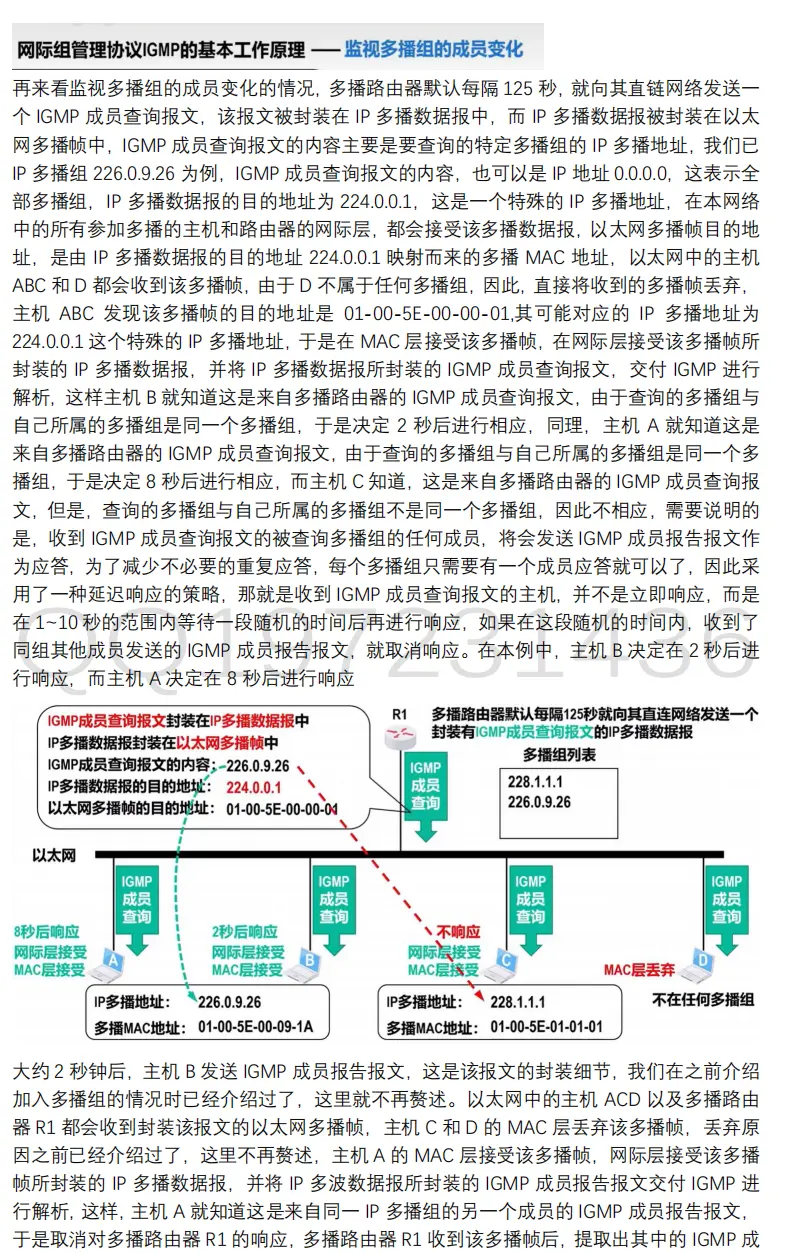 网际组管理协议IGMP的基本工作原理 —— 监视多播组的成员变化
再来看监视多播组的成员变化的情况，多播路由器默认每隔 125 秒，就向其直链网络发送一
个 IGMP 成员查询报文，该报文被封装在 IP 多播数据报中，而 IP 多播数据报被封装在以太
网多播帧中，IGMP 成员查询报文的内容主要是要查询的特定多播组的 IP 多播地址，我们已
IP 多播组 226.0.9.26 为例，IGMP 成员查询报文的内容，也可以是 IP 地址 0.0.0.0，这表示全
部多播组，IP 多播数据报的目的地址为 224.0.0.1，这是一个特殊的 IP 多播地址，在本网络
中的所有参加多播的主机和路由器的网际层，都会接受该多播数据报，以太网多播帧目的地
址，是由 IP 多播数据报的目的地址 224.0.0.1 映射而来的多播 MAC 地址，以太网中的主机
ABC 和 D 都会收到该多播帧，由于 D 不属于任何多播组，因此，直接将收到的多播帧丢弃，
主机 ABC 发现该多播帧的目的地址是 01-00-5E-00-00-01,其可能对应的 IP 多播地址为
224.0.0.1 这个特殊的 IP 多播地址，于是在 MAC 层接受该多播帧，在网际层接受该多播帧所
封装的 IP 多播数据报，并将 IP 多播数据报所封装的 IGMP 成员查询报文，交付 IGMP 进行
解析，这样主机 B 就知道这是来自多播路由器的 IGMP 成员查询报文，由于查询的多播组与
自己所属的多播组是同一个多播组，于是决定 2 秒后进行相应，同理，主机 A 就知道这是
来自多播路由器的 IGMP 成员查询报文，由于查询的多播组与自己所属的多播组是同一个多
播组，于是决定 8 秒后进行相应，而主机 C 知道，这是来自多播路由器的 IGMP 成员查询报
文，但是，查询的多播组与自己所属的多播组不是同一个多播组，因此不相应，需要说明的
是，收到 IGMP 成员查询报文的被查询多播组的任何成员，将会发送 IGMP 成员报告报文作
为应答，为了减少不必要的重复应答，每个多播组只需要有一个成员应答就可以了，因此采
用了一种延迟响应的策略，那就是收到 IGMP 成员查询报文的主机，并不是立即响应，而是
在 1~10 秒的范围内等待一段随机的时间后再进行响应，如果在这段随机的时间内，收到了
同组其他成员发送的 IGMP 成员报告报文，就取消响应。在本例中，主机 B 决定在 2 秒后进
行响应，而主机 A 决定在 8 秒后进行响应
QQ197231436
IGMP成员查询报文封装在IP多播数据报中
IP多播数据报封装在以太网多播帧中
IGMP成员查询报文的内容：226.0.9.26
IP多播数据报的目的地址： 224.0.0.1
以太网多播帧的目的地址： 01-00-5E-00-00-01
R1
多播路由器默认每隔125秒就向其直连网络发送一个
封装有IGMP成员查询报文的IP多播数据报
IGMP
成员
查询
多播组列表
228.1.1.1
226.0.9.26
以太网
IGMP
成员
查询
8秒后响应
网际层接受
MAC层接受
A
IGMP
成员
查询
2秒后响应
网际层接受
MAC层接受
B
IGMP
成员
查询
不响应
网际层接受
MAC层接受
C
IGMP
成员
查询
MAC层丢弃
D
不在任何多播组
IP多播地址： 226.0.9.26
多播MAC地址： 01-00-5E-00-09-1A
IP多播地址： 228.1.1.1
多播MAC地址： 01-00-5E-01-01-01
大约 2 秒钟后，主机 B 发送 IGMP 成员报告报文，这是该报文的封装细节，我们在之前介绍
加入多播组的情况时已经介绍过了，这里就不再赘述。以太网中的主机 ACD 以及多播路由
器 R1 都会收到封装该报文的以太网多播帧，主机 C 和 D 的 MAC 层丢弃该多播帧，丢弃原
因之前已经介绍过了，这里不再赘述，主机 A 的 MAC 层接受该多播帧，网际层接受该多播
帧所封装的 IP 多播数据报，并将 IP 多波数据报所封装的 IGMP 成员报告报文交付 IGMP 进
行解析，这样，主机 A 就知道这是来自同一 IP 多播组的另一个成员的 IGMP 成员报告报文，
于是取消对多播路由器 R1 的响应，多播路由器 R1 收到该多播帧后，提取出其中的 IGMP 成